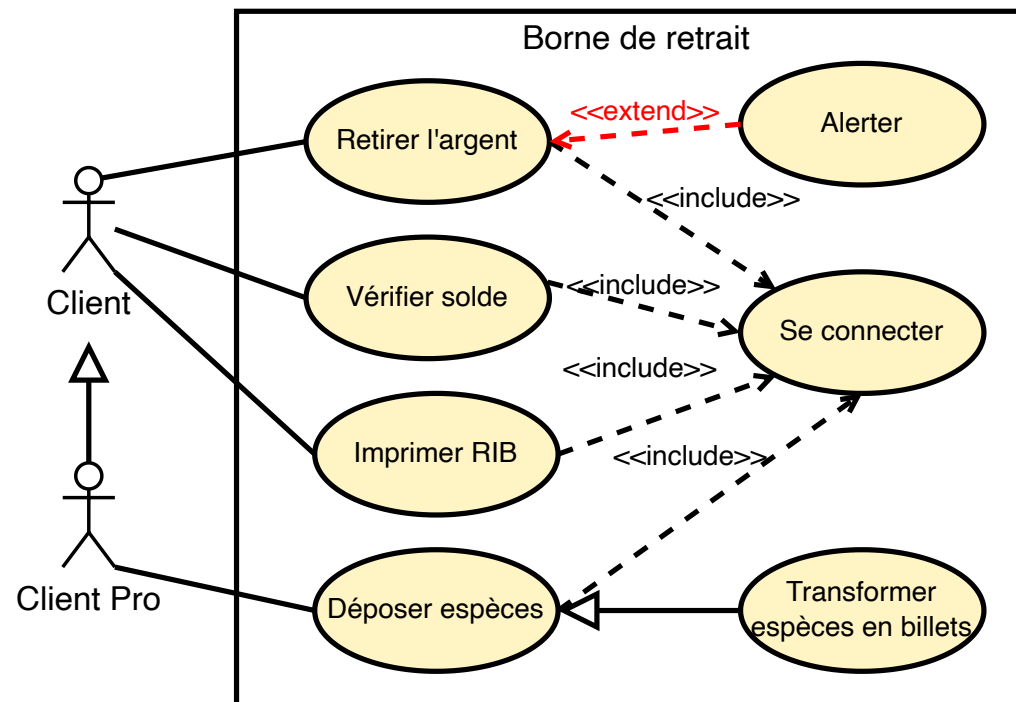 Borne de retrait
Retirer l'argent
<<extend>>
Alerter
<<include>>
Client
Vérifier solde
<<include>>
Se connecter
<<include>>
Imprimer RIB
<<include>>
Client Pro
Déposer espèces
Transformer
espèces en billets